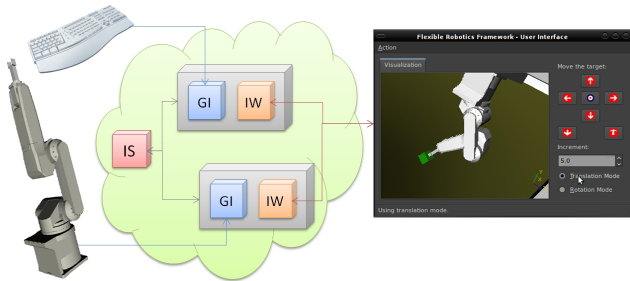 GI
IW
IS
GI
IW
Flexible Robotics Framework - User Interface
Action
Visualization
Move the target:
T
Increment:
5.0
Translation Mode
Rotation Mode
Using translation mode.